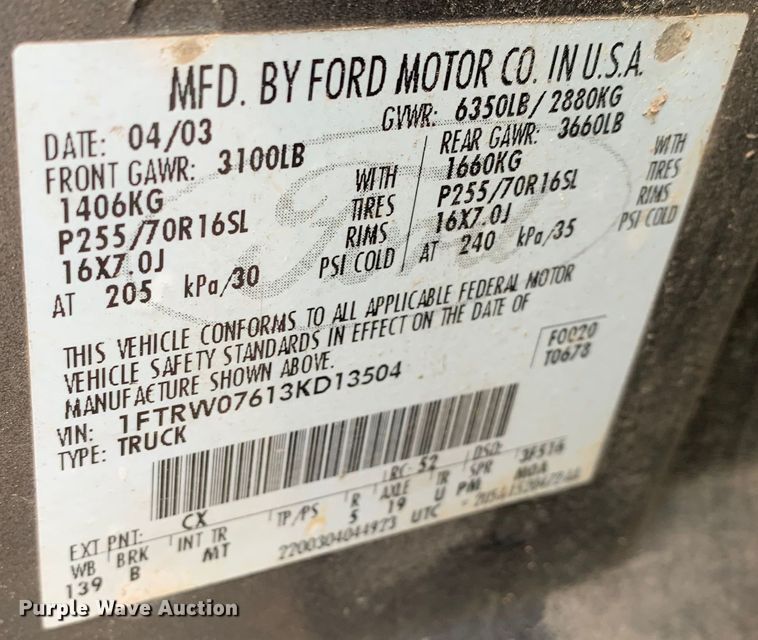 MFD. BY FORD MOTOR CO. IN U.S.A.
DATE: 04/03 GVWR: 6350LB/ 2880KG
FRONT GAWR: 3100LB REAR GAWR: 3660LB
1406KG WITH 1660KG WITH
P255/70R16SL TIRES P255/70R16SL TIRES
16X7.0J RIMS 16X7.0J RIMS
AT 205 kPa/30 PSI COLD AT 240 kPa/35 PSI COLD
Ford
THIS VEHICLE CONFORMS TO ALL APPLICABLE FEDERAL MOTOR
VEHICLE SAFETY STANDARDS IN EFFECT ON THE DATE OF
MANUFACTURE SHOWN ABOVE.
F0020
T0678
VIN: 1FTRW07613KD13504
TYPE: TRUCK
EXT PNT: CX RC: 52 DSO: 3F516
WB BRK INT TR TP/PS R AXLE TR SPR M0A
139 B MT 5 19 U PM
2200304044923 UTC
Purple Wave Auction